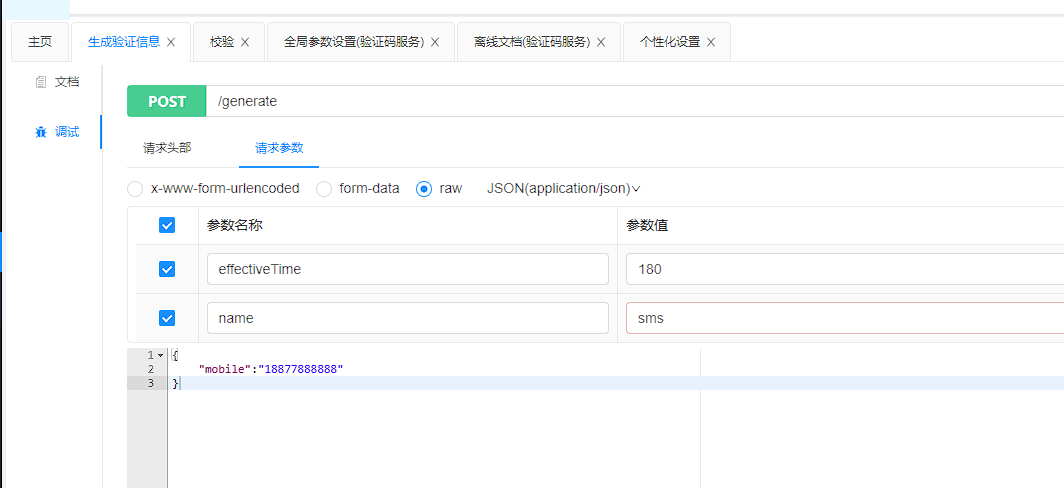 主页 生成验证信息 校验 全局参数设置(验证码服务) 离线文档(验证码服务) 个性化设置
文档
调试
POST /generate
请求头部 请求参数
x-www-form-urlencoded form-data raw JSON(application/json)
参数名称 参数值
effectiveTime 180
name sms
1 {
2 "mobile":"18877888888"
3 }